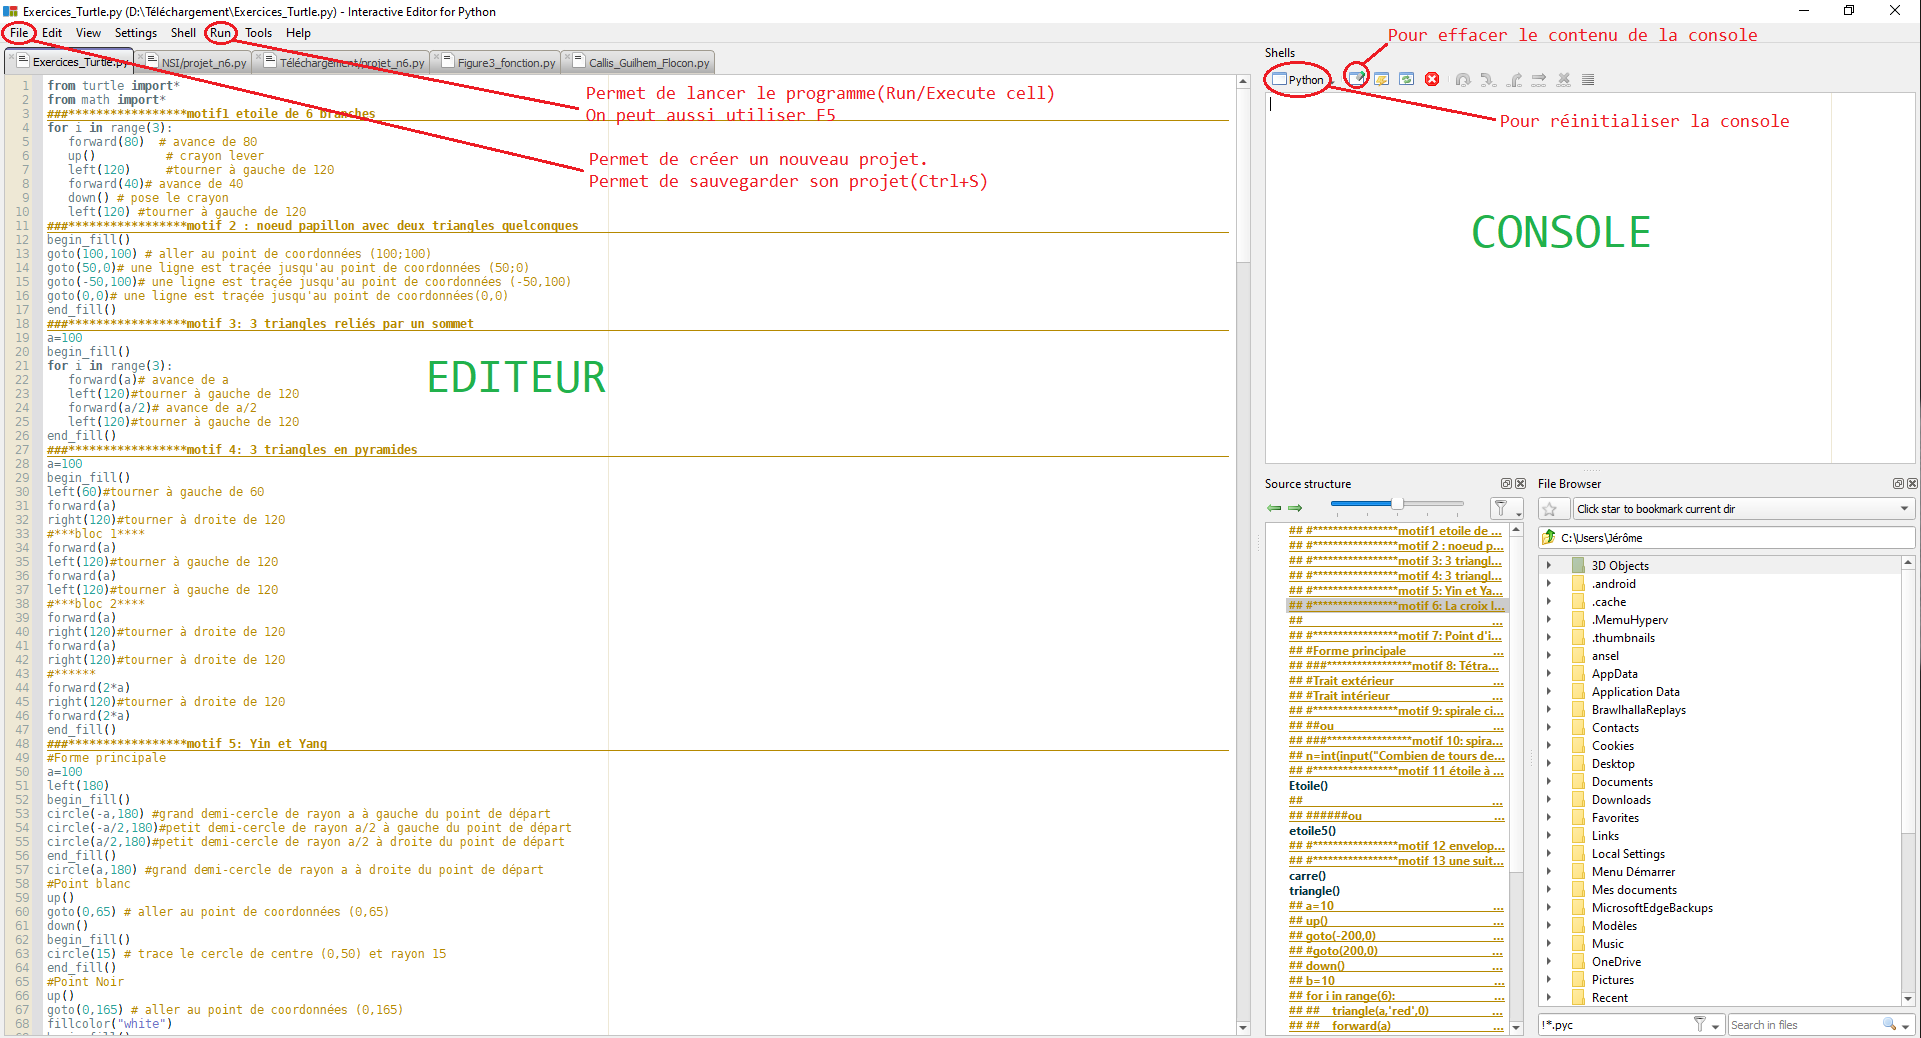 Exercices_Turtle.py (D:\Téléchargement\Exercices_Turtle.py) - Interactive Editor for Python
File Edit View Settings Shell Run Tools Help
Exercices_Turtle.py NSI/projet_n6.py Téléchargement/projet_n6.py Figure3_fonction.py Callis_Guilhem_Flocon.py
1 from turtle import*
2 from math import*
3 ###*****************motif1 etoile de 6 branches
4 for i in range(3):
5 forward(80) # avance de 80
6 up() # crayon lever
7 left(120) #tourner à gauche de 120
8 forward(40)# avance de 40
9 down() # pose le crayon
10 left(120) #tourner à gauche de 120
11 ###*****************motif 2 : noeud papillon avec deux triangles quelconques
12 begin_fill()
13 goto(100,100) # aller au point de coordonnées (100;100)
14 goto(50,0)# une ligne est traçée jusqu'au point de coordonnées (50;0)
15 goto(-50,100)# une ligne est traçée jusqu'au point de coordonnées (-50,100)
16 goto(0,0)# une ligne est traçée jusqu'au point de coordonnées(0,0)
17 end_fill()
18 ###*****************motif 3: 3 triangles reliés par un sommet
19 a=100
20 begin_fill()
21 for i in range(3):
22 forward(a)# avance de a
23 left(120)#tourner à gauche de 120
24 forward(a/2)# avance de a/2
25 left(120)#tourner à gauche de 120
26 end_fill()
27 ###*****************motif 4: 3 triangles en pyramides
28 a=100
29 begin_fill()
30 left(60)#tourner à gauche de 60
31 forward(a)
32 right(120)#tourner à droite de 120
33 #***bloc 1****
34 forward(a)
35 left(120)#tourner à gauche de 120
36 forward(a)
37 left(120)#tourner à gauche de 120
38 #***bloc 2****
39 forward(a)
40 right(120)#tourner à droite de 120
41 forward(a)
42 right(120)#tourner à droite de 120
43 #******
44 forward(2*a)
45 right(120)#tourner à droite de 120
46 forward(2*a)
47 end_fill()
48 ###*****************motif 5: Yin et Yang
49 #Forme principale
50 a=100
51 left(180)
52 begin_fill()
53 circle(-a,180) #grand demi-cercle de rayon a à gauche du point de départ
54 circle(-a/2,180)#petit demi-cercle de rayon a/2 à gauche du point de départ
55 circle(a/2,180)#petit demi-cercle de rayon a/2 à droite du point de départ
56 end_fill()
57 circle(a,180) #grand demi-cercle de rayon a à droite du point de départ
58 #Point blanc
59 up()
60 goto(0,65) # aller au point de coordonnées (0,65)
61 down()
62 begin_fill()
63 circle(15) # trace le cercle de centre (0,50) et rayon 15
64 end_fill()
65 #Point Noir
66 up()
67 goto(0,165) # aller au point de coordonnées (0,165)
68 fillcolor("white")
Permet de lancer le programme(Run/Execute cell)
On peut aussi utiliser F5
Permet de créer un nouveau projet.
Permet de sauvegarder son projet(Ctrl+S)
EDITEUR
Pour effacer le contenu de la console
Shells
Python
Pour réinitialiser la console
CONSOLE
Source structure
## #*****************motif1 etoile de ...
## #*****************motif 2 : noeud p...
## #*****************motif 3: 3 triangl...
## #*****************motif 4: 3 triangl...
## #*****************motif 5: Yin et Ya...
## #*****************motif 6: La croix l...
## ...
## #*****************motif 7: Point d'i...
## #Forme principale ...
## ###*****************motif 8: Tétra...
## #Trait extérieur ...
## #Trait intérieur ...
## #*****************motif 9: spirale ci...
## ##ou ...
## ###*****************motif 10: spira...
## n=int(input("Combien de tours de...
## #*****************motif 11 étoile à ...
Etoile()
## ...
## ######ou ...
etoile5()
## #*****************motif 12 envelop...
## #*****************motif 13 une suit...
carre()
triangle()
## a=10 ...
## up() ...
## goto(-200,0) ...
## #goto(200,0) ...
## down() ...
## b=10 ...
## for i in range(6): ...
## ## triangle(a,'red',0) ...
## ## forward(a) ...
File Browser
Click star to bookmark current dir
C:\Users\Jérôme
3D Objects
.android
.cache
.MemuHyperv
.thumbnails
ansel
AppData
Application Data
BrawlhallaReplays
Contacts
Cookies
Desktop
Documents
Downloads
Favorites
Links
Local Settings
Menu Démarrer
Mes documents
MicrosoftEdgeBackups
Modèles
Music
OneDrive
Pictures
Recent
!*.pyc
Search in files